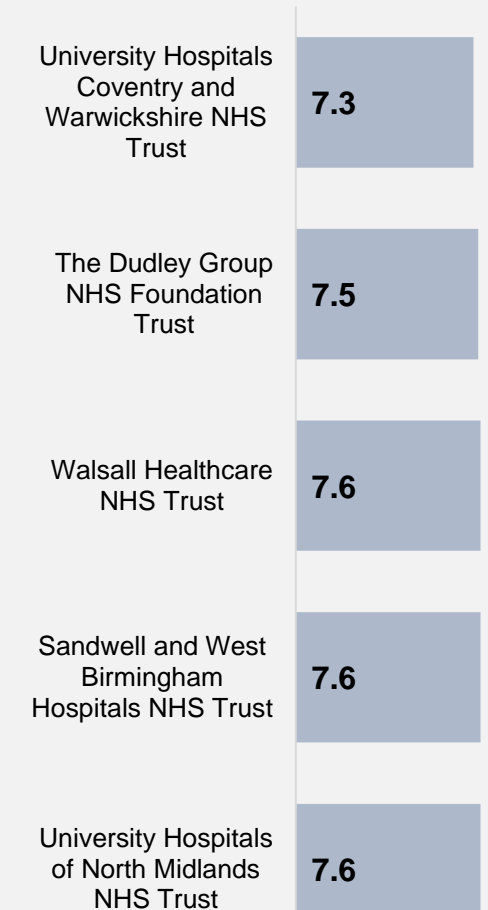 University Hospitals
Coventry and
Warwickshire NHS
Trust
7.3
The Dudley Group
NHS Foundation
Trust
7.5
Walsall Healthcare
NHS Trust
7.6
Sandwell and West
Birmingham
Hospitals NHS Trust
7.6
University Hospitals
of North Midlands
NHS Trust
7.6